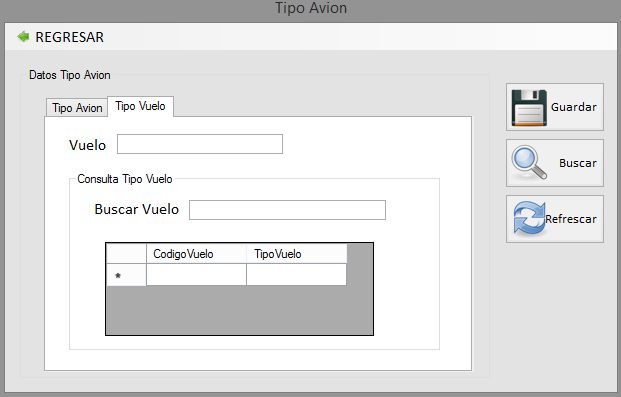 Tipo Avion
REGRESAR
Datos Tipo Avion
Tipo Avion Tipo Vuelo
Vuelo
Consulta Tipo Vuelo
Buscar Vuelo
CodigoVuelo TipoVuelo
*
Guardar
Buscar
Refrescar